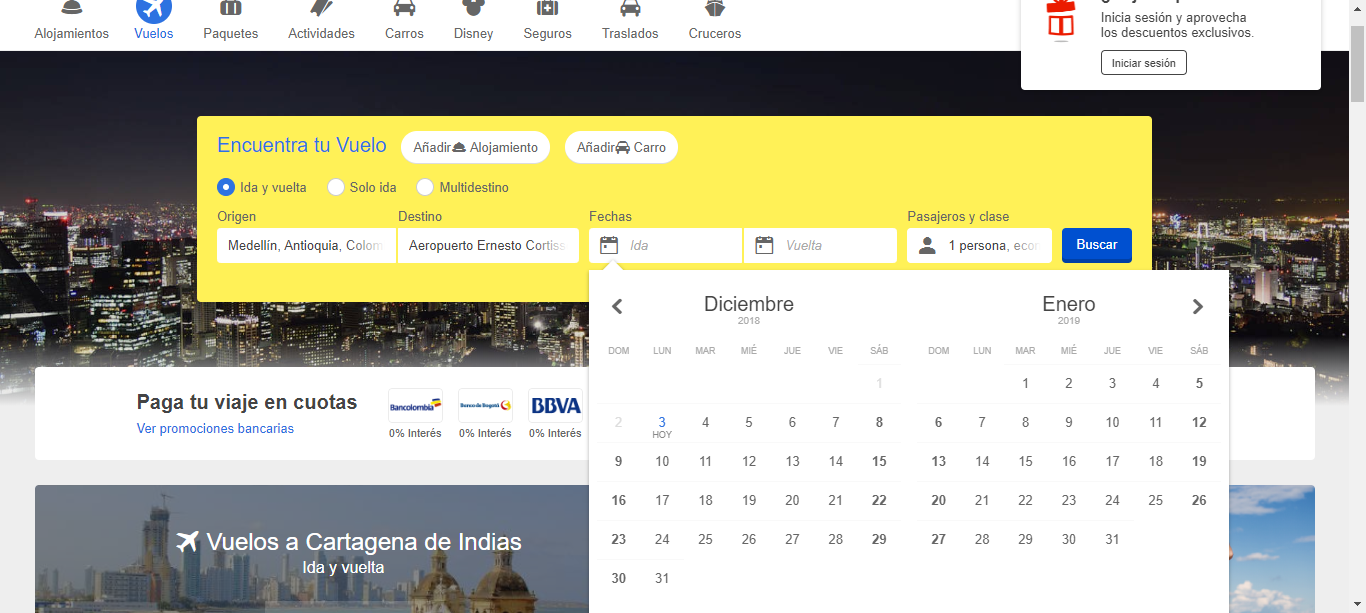 Alojamientos
Vuelos
Paquetes
Actividades
Carros
Disney
Seguros
Traslados
Cruceros
Inicia sesión y aprovecha
los descuentos exclusivos.
Iniciar sesión
Encuentra tu Vuelo
Añadir Alojamiento
Añadir Carro
Ida y vuelta
Solo ida
Multidestino
Origen
Destino
Fechas
Pasajeros y clase
Medellín, Antioquia, Colom
Aeropuerto Ernesto Cortiss
Ida
Vuelta
1 persona, econ
Buscar
Paga tu viaje en cuotas
Ver promociones bancarias
Bancolombia
Banco de Bogotá
BBVA
0% Interés
0% Interés
0% Interés
Vuelos a Cartagena de Indias
Ida y vuelta
Diciembre
2018
DOM LUN MAR MIÉ JUE VIE SÁB
1
2 3 4 5 6 7 8
HOY
9 10 11 12 13 14 15
16 17 18 19 20 21 22
23 24 25 26 27 28 29
30 31
Enero
2019
DOM LUN MAR MIÉ JUE VIE SÁB
1 2 3 4 5
6 7 8 9 10 11 12
13 14 15 16 17 18 19
20 21 22 23 24 25 26
27 28 29 30 31